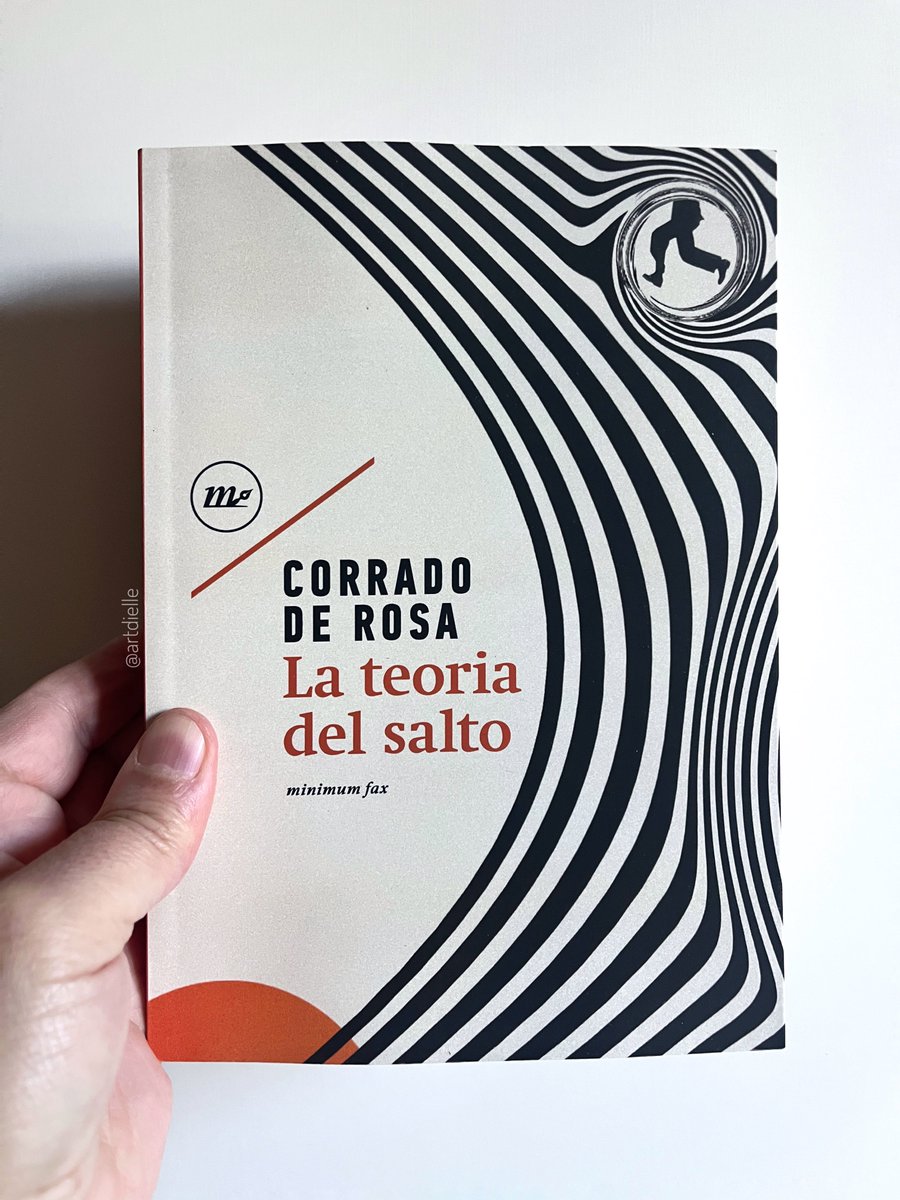 m
CORRADO
DE ROSA
La teoria
del salto
minimum fax
@artdielle